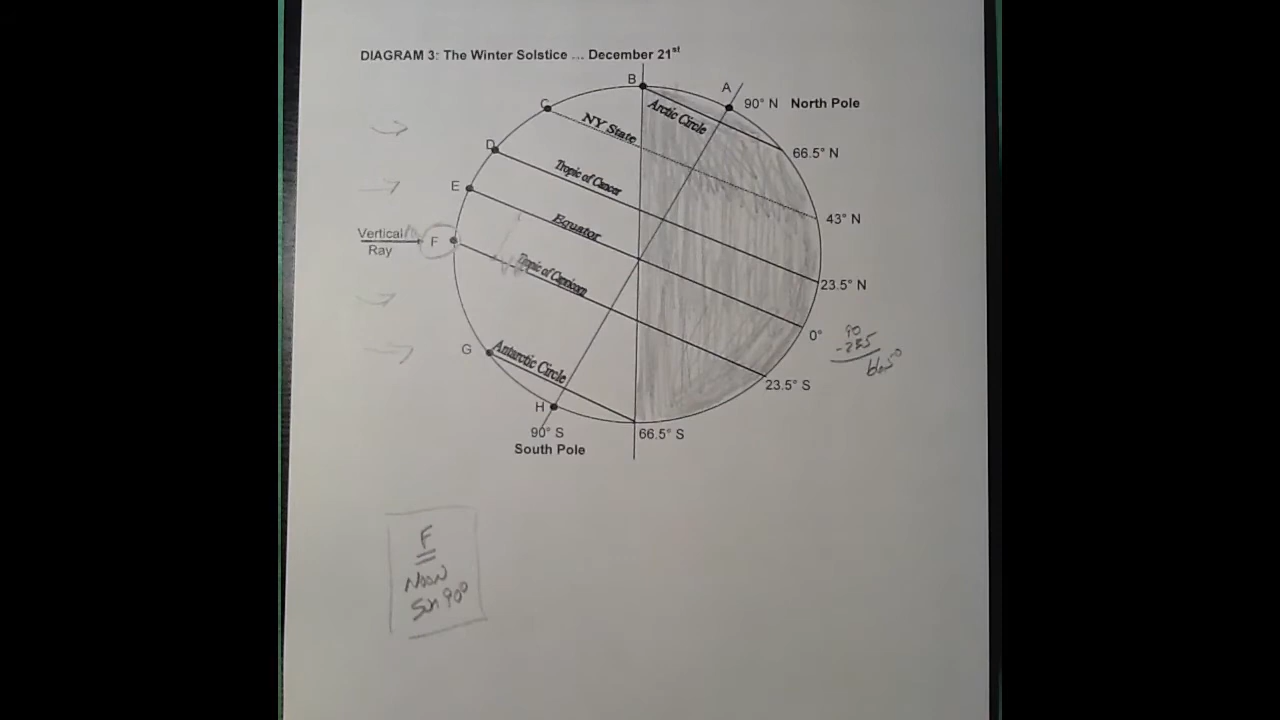 DIAGRAM 3: The Winter Solstice ... December 21st
B
A
90° N North Pole
C
Arctic Circle
NY State
D
66.5° N
Tropic of Cancer
E
43° N
Equator
Vertical
Ray
F
Tropic of Capricorn
23.5° N
0°
90
-23.5
66.5°
G
Antarctic Circle
23.5° S
H
90° S
South Pole
66.5° S
F
Noon
Sun 90°